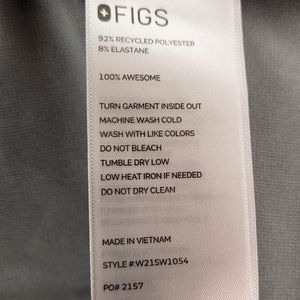 FIGS
92% RECYCLED POLYESTER
8% ELASTANE
100% AWESOME
TURN GARMENT INSIDE OUT
MACHINE WASH COLD
WASH WITH LIKE COLORS
DO NOT BLEACH
TUMBLE DRY LOW
LOW HEAT IRON IF NEEDED
DO NOT DRY CLEAN
MADE IN VIETNAM
STYLE #:W21SW1054
PO# 2157